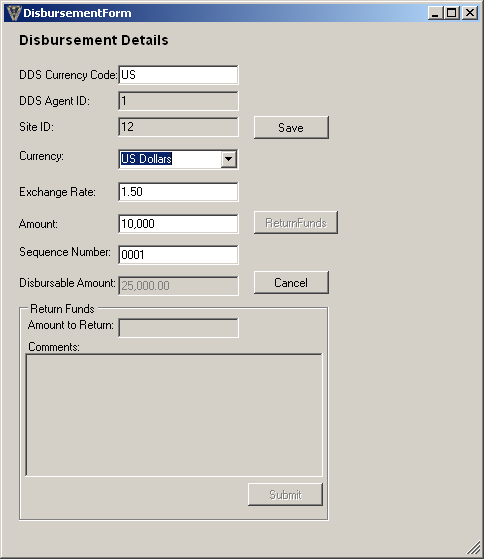 DisbursementForm
Disbursement Details
DDS Currency Code: US
DDS Agent ID: 1
Site ID: 12 Save
Currency: US Dollars
Exchange Rate: 1.50
Amount: 10,000 ReturnFunds
Sequence Number: 0001
Disbursable Amount: 25,000.00 Cancel
Return Funds
Amount to Return:
Comments:
Submit